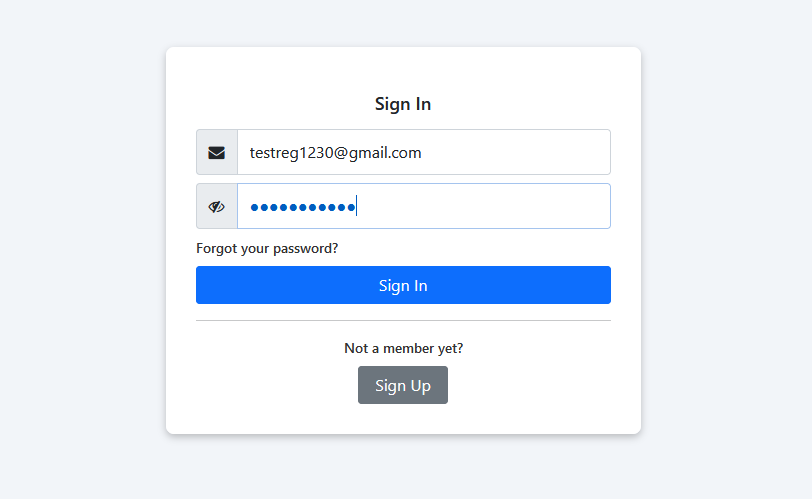 Sign In
testreg1230@gmail.com
●●●●●●●●●●●
Forgot your password?
Sign In
Not a member yet?
Sign Up